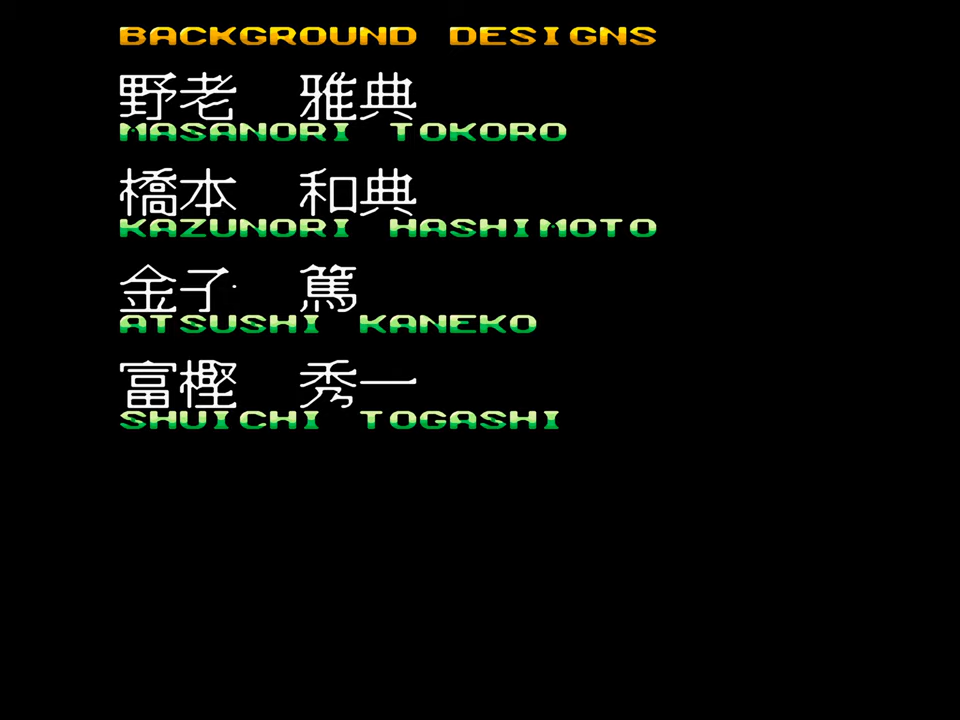 BACKGROUND DESIGNS
野老 雅典
MASANORI TOKORO
橋本 和典
KAZUNORI HASHIMOTO
金子 篤
ATSUSHI KANEKO
富樫 秀一
SHUICHI TOGASHI